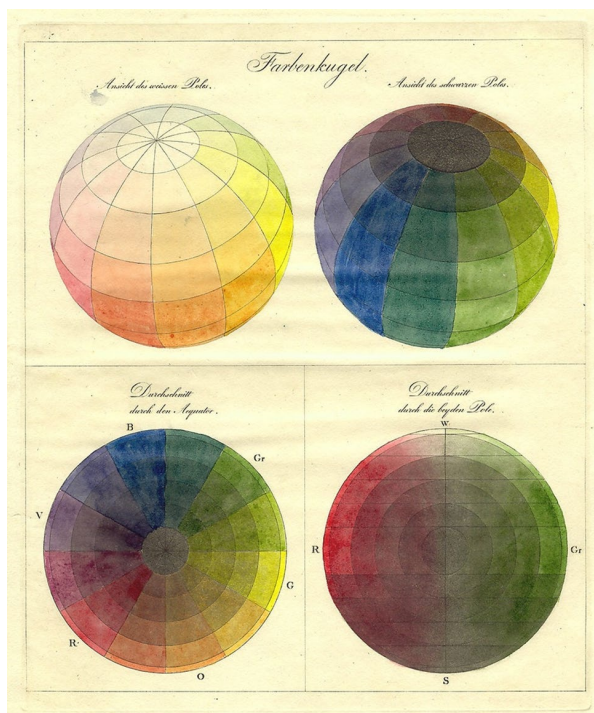 Farbenkugel.
Ansicht des weissen Poles.
Ansicht des schwarzen Poles.
Durchschnitt
durch den Aequator.
Durchschnitt
durch die beyden Pole.
B
Gr
V
G
R.
O
W.
R
Gr
S